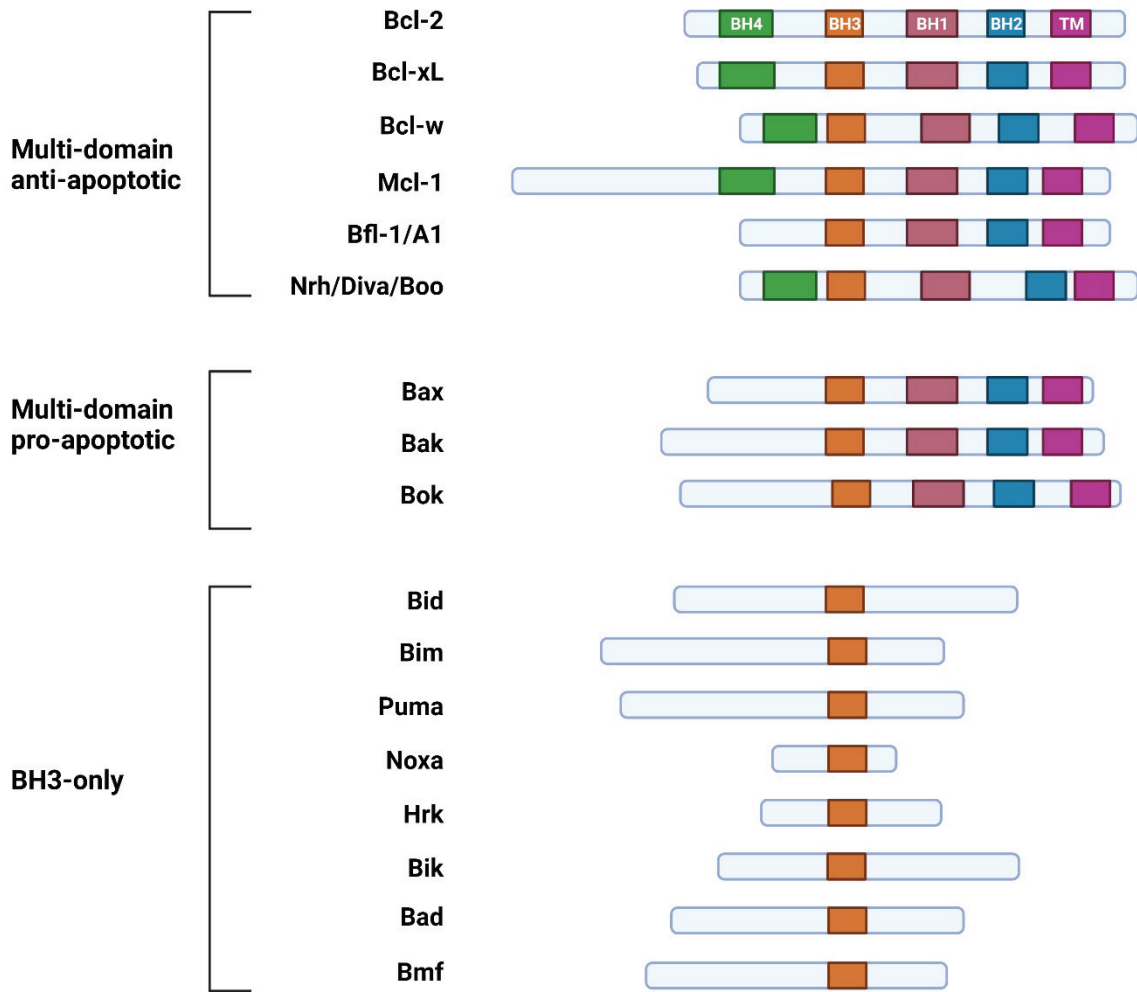 Bcl-2
BH4 BH3 BH1 BH2 TM
Bcl-xL
Bcl-w
Multi-domain
anti-apoptotic
Mcl-1
Bfl-1/A1
Nrh/Diva/Boo
Multi-domain
pro-apoptotic
Bax
Bak
Bok
BH3-only
Bid
Bim
Puma
Noxa
Hrk
Bik
Bad
Bmf